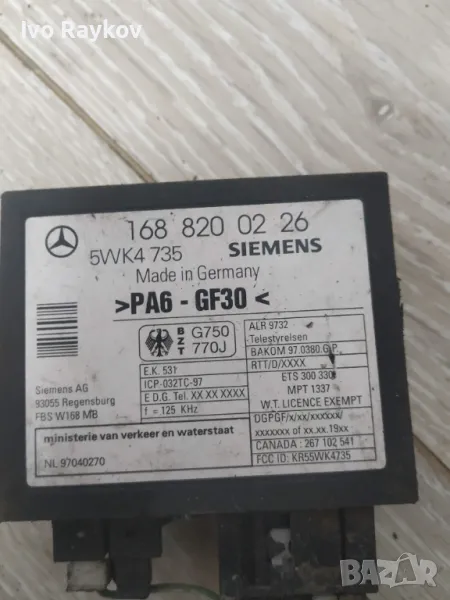 Ivo Raykov
168 820 02 26
5WK4 735 SIEMENS
Made in Germany
>PA6 - GF30<
Siemens AG
93055 Regensburg
FBS W168 MB
BZT G750
770J
E.K. 531
ICP-032TC-97
E D.G. Tel. XX XX XXXX
f = 125 KHz
ALR 9732
Telestyrelsen
BAKOM 97.0380.G.P.
RTT/D/XXXX
ETS 300 330
MPT 1337
W.T. LICENCE EXEMPT
DGPGF/x/xx/xxxxxx/
xxxxxxx of xx.xx.19xx
CANADA : 267 102 541
FCC ID: KR55WK4735
ministerie van verkeer en waterstaat
NL 97040270
BAZAR
bg